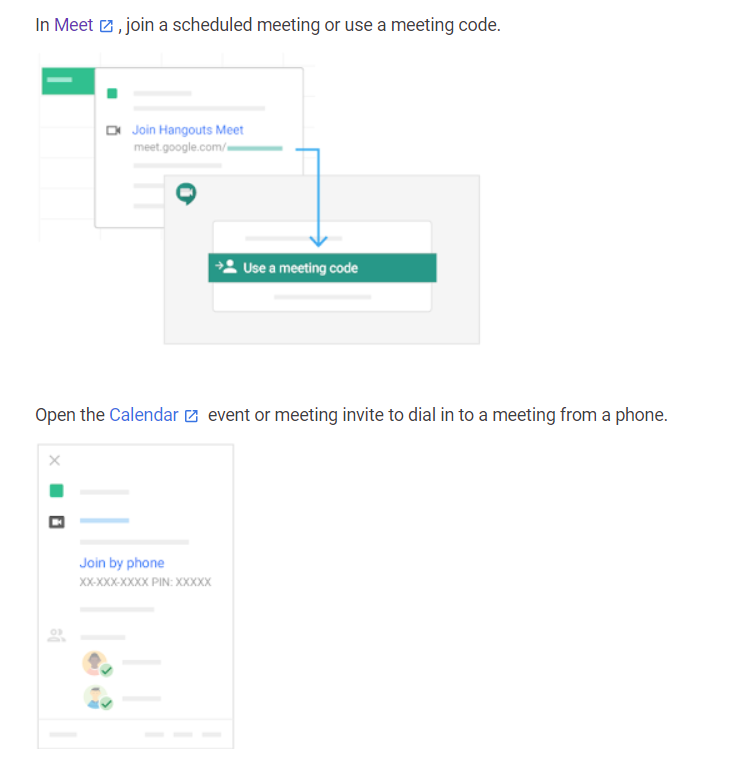 In Meet , join a scheduled meeting or use a meeting code.
Join Hangouts Meet
meet.google.com/
Use a meeting code
Open the Calendar event or meeting invite to dial in to a meeting from a phone.
Join by phone
XX-XXX-XXXX PIN: XXXXX